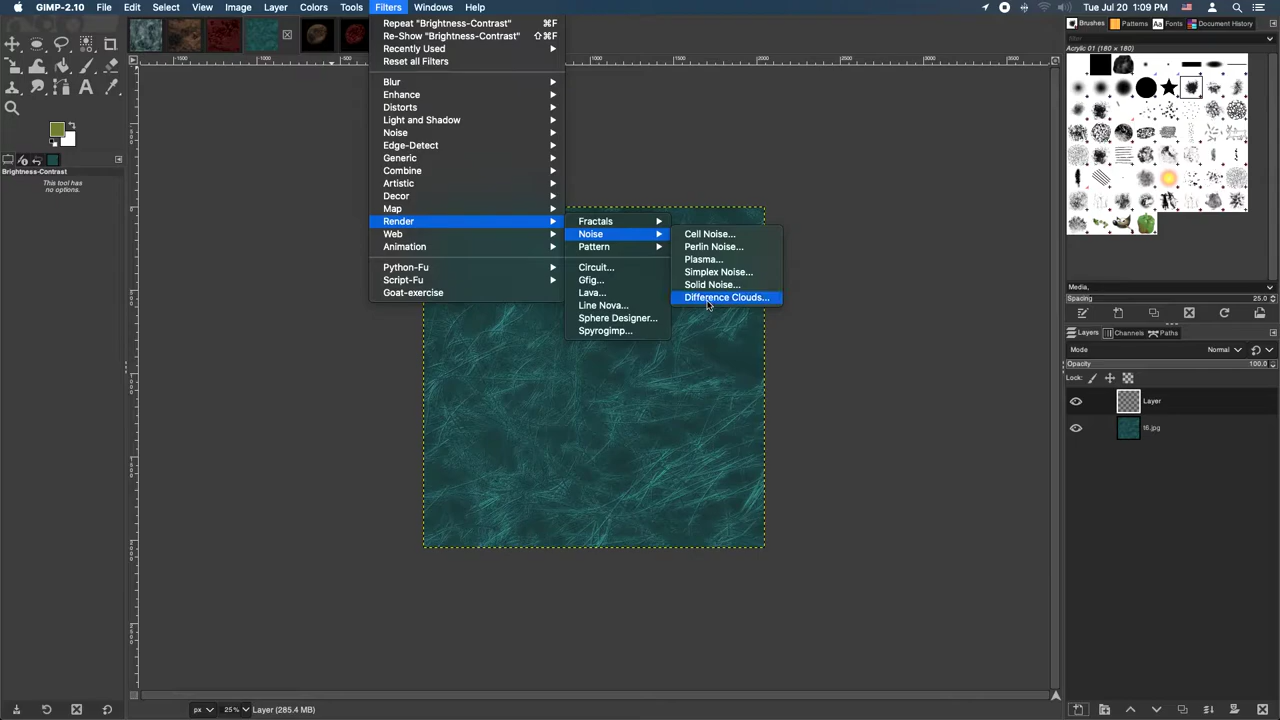 GIMP-2.10 File Edit Select View Image Layer Colors Tools Filters Windows Help
Tue Jul 20 1:09 PM
Repeat "Brightness-Contrast" ⌘F
Re-Show "Brightness-Contrast" ⇧⌘F
Recently Used
Reset all Filters
Blur
Enhance
Distorts
Light and Shadow
Noise
Edge-Detect
Generic
Combine
Artistic
Decor
Map
Render
Web
Animation
Python-Fu
Script-Fu
Goat-exercise
Fractals
Noise
Pattern
Circuit...
Gfig...
Lava...
Line Nova...
Sphere Designer...
Spyrogimp...
Cell Noise...
Perlin Noise...
Plasma...
Simplex Noise...
Solid Noise...
Difference Clouds...
Brightness-Contrast
This tool has
no options.
Brushes Patterns Aa Fonts Document History
filter
Acrylic 01 (180 × 180)
Media,
Spacing 25.0
Layers Channels Paths
Mode Normal
Opacity 100.0
Lock:
Layer
t6.jpg
px 25% Layer (285.4 MB)